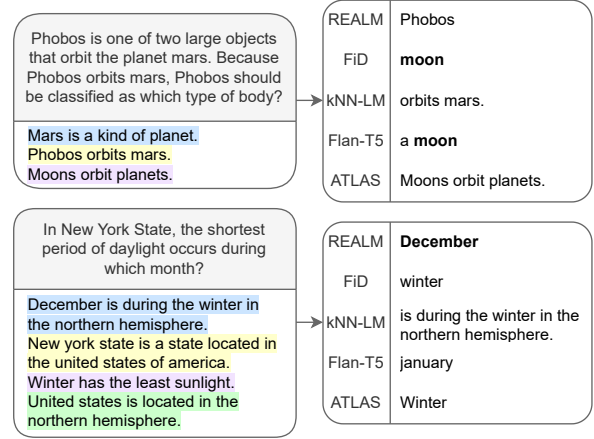 Phobos is one of two large objects
that orbit the planet mars. Because
Phobos orbits mars, Phobos should
be classified as which type of body?
Mars is a kind of planet.
Phobos orbits mars.
Moons orbit planets.
REALM Phobos
FiD moon
kNN-LM orbits mars.
Flan-T5 a moon
ATLAS Moons orbit planets.
In New York State, the shortest
period of daylight occurs during
which month?
December is during the winter in
the northern hemisphere.
New york state is a state located in
the united states of america.
Winter has the least sunlight.
United states is located in the
northern hemisphere.
REALM December
FiD winter
kNN-LM is during the winter in the
northern hemisphere.
Flan-T5 january
ATLAS Winter